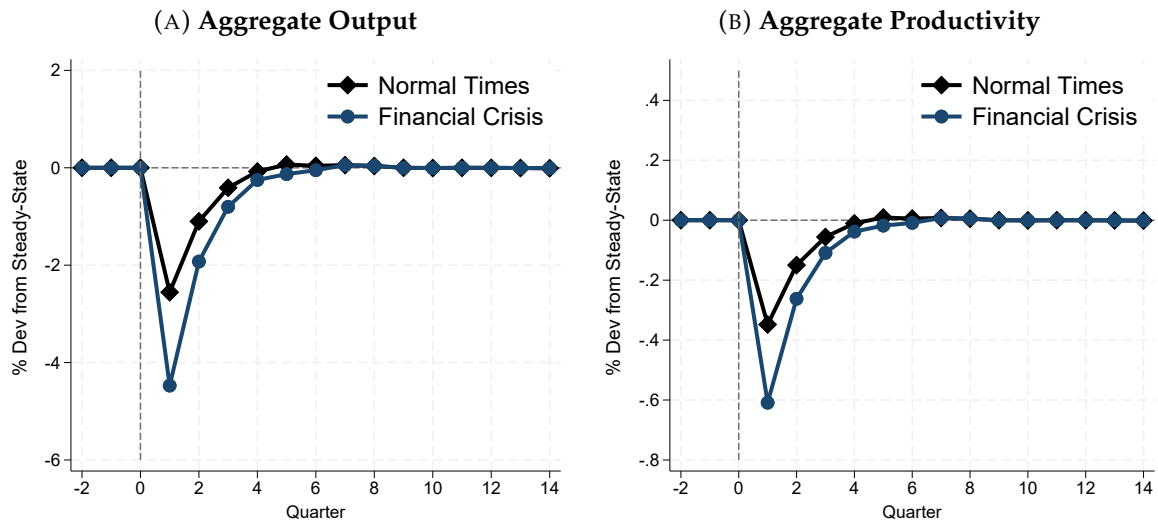 (A) Aggregate Output
Normal Times
Financial Crisis
% Dev from Steady-State
2
0
-2
-4
-6
-2 0 2 4 6 8 10 12 14
Quarter
(B) Aggregate Productivity
Normal Times
Financial Crisis
% Dev from Steady-State
.4
.2
0
-.2
-.4
-.6
-.8
-2 0 2 4 6 8 10 12 14
Quarter